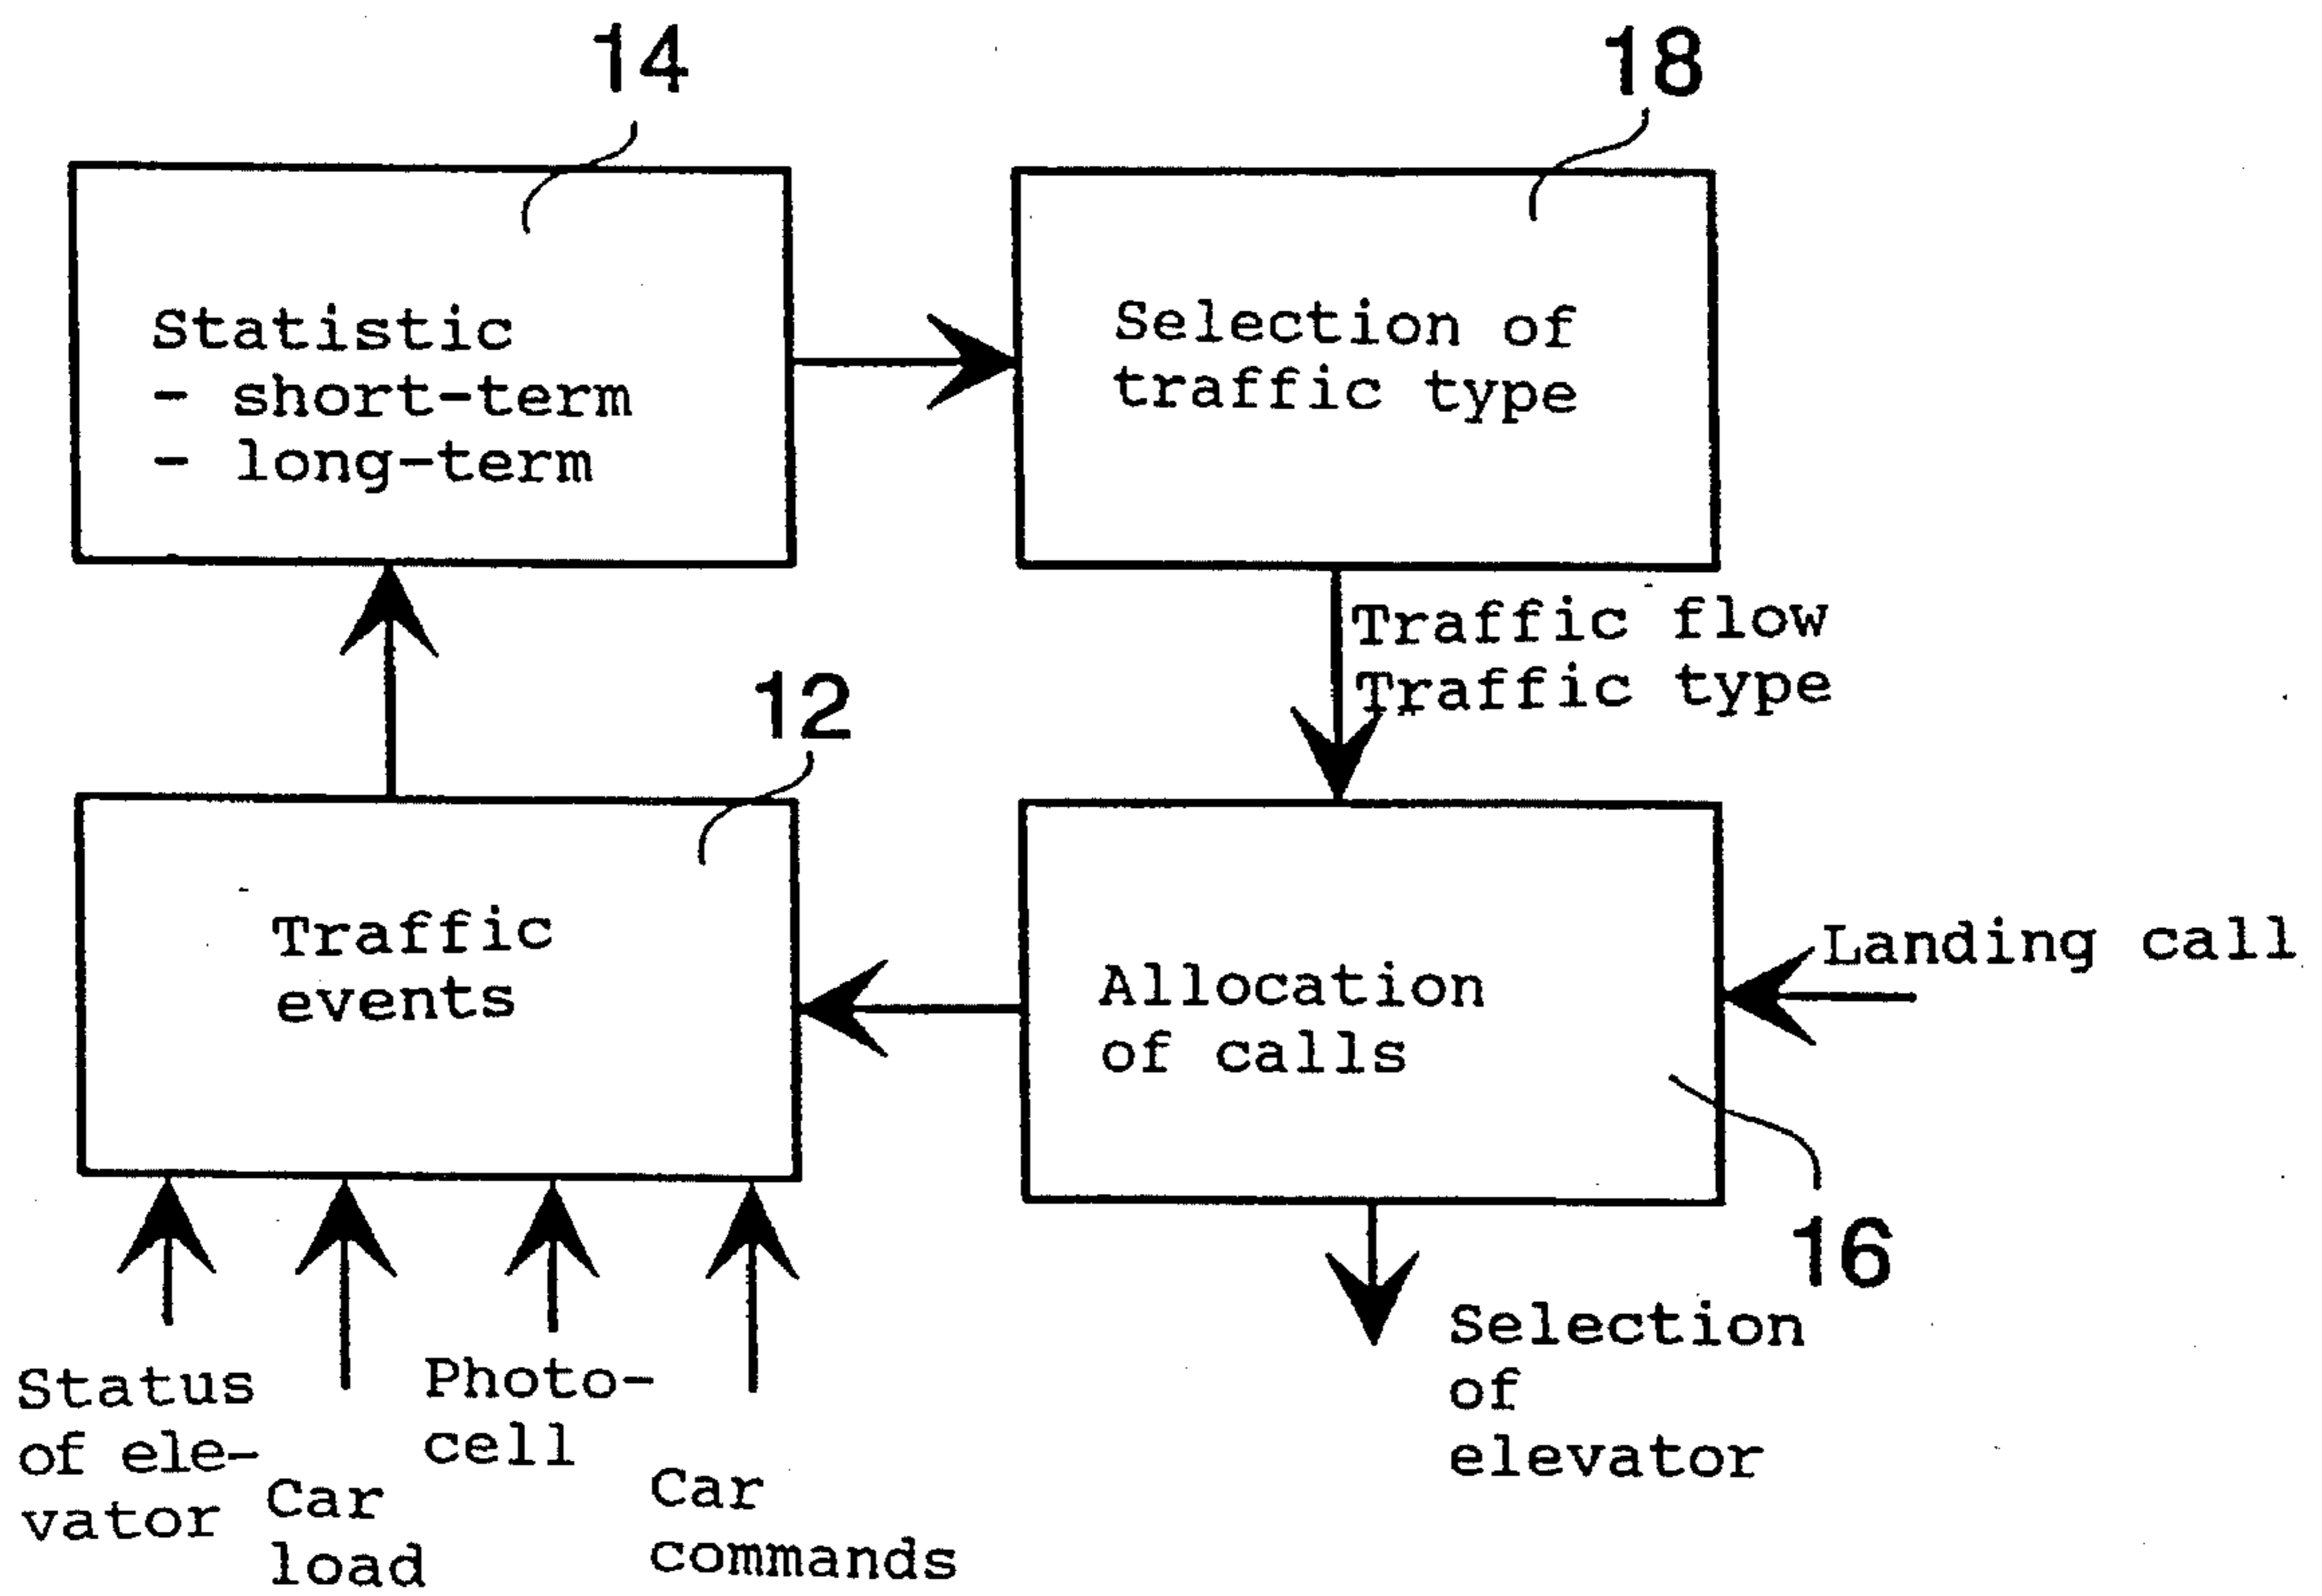 14
18
Statistic
- short-term
- long-term
Selection of
traffic type
Traffic flow
Traffic type
12
Traffic
events
Allocation
of calls
Landing call
16
Status
of ele-
vator
Car
load
Photo-
cell
Car
commands
Selection
of
elevator